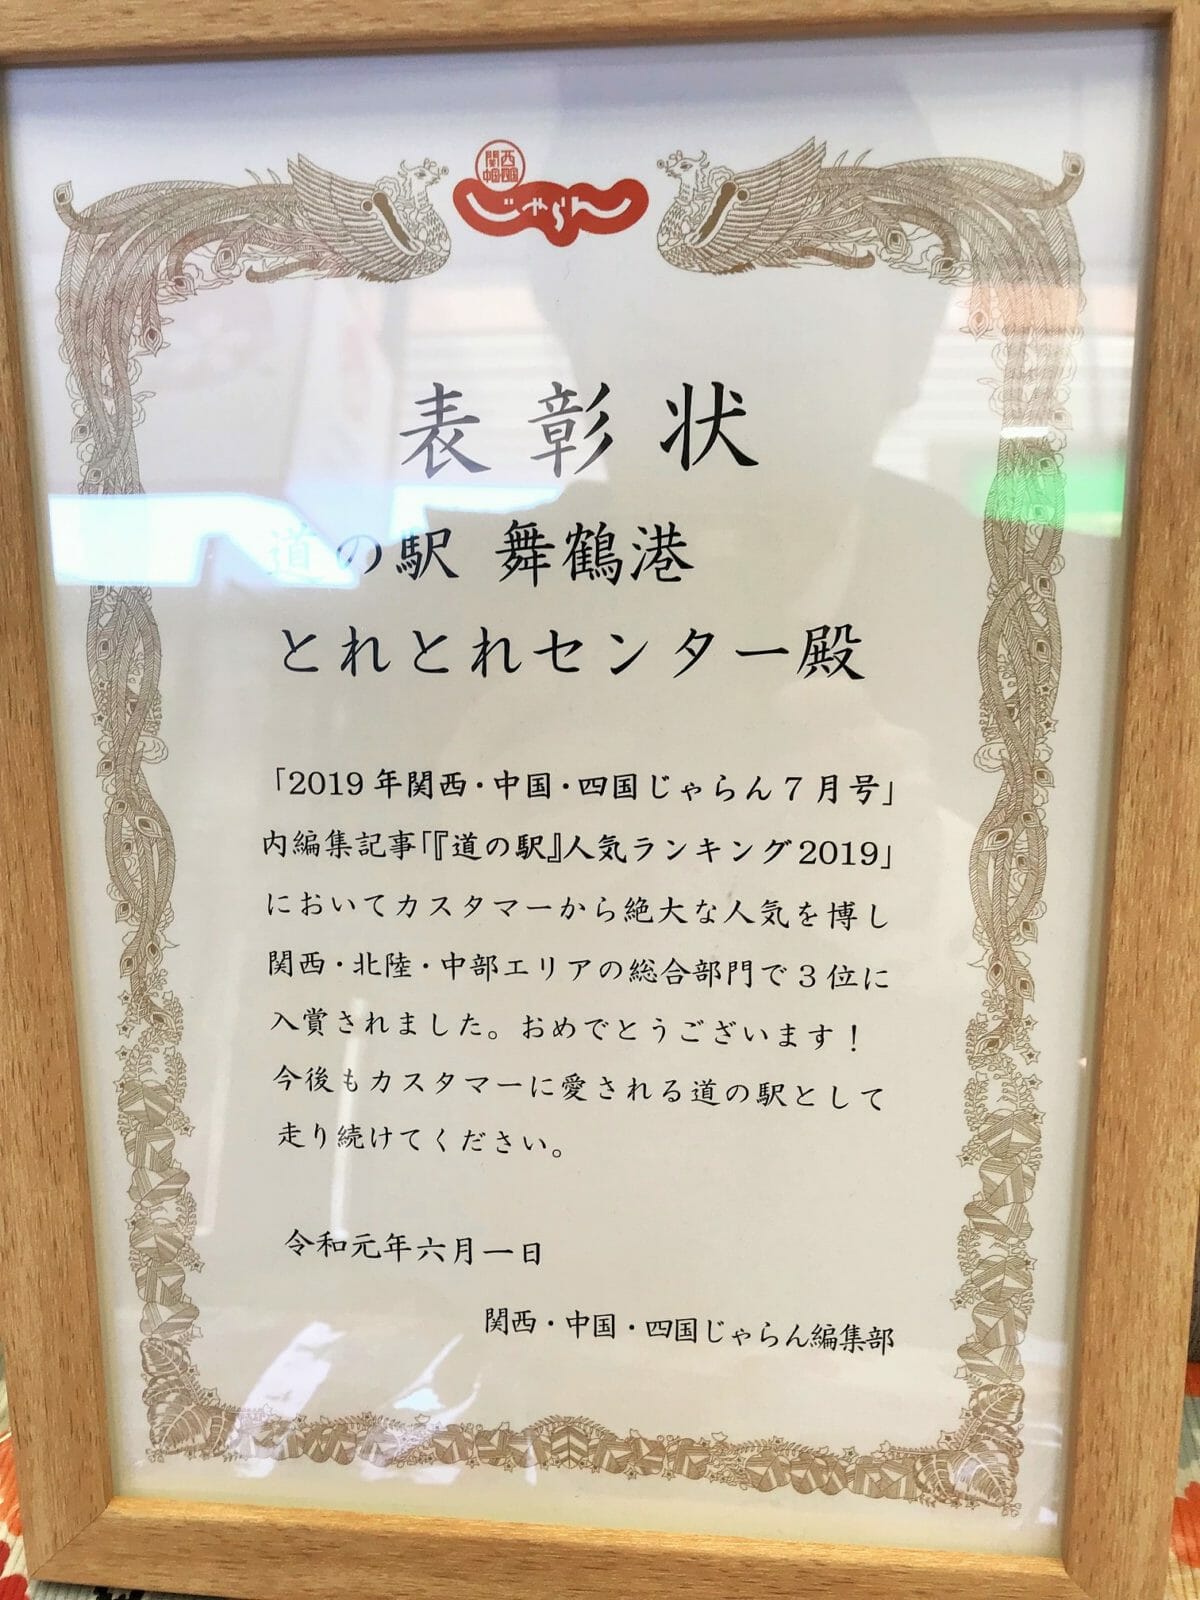 関西
中国四国
じゃらん
表彰状
道の駅 舞鶴港
とれとれセンター殿
「2019年関西・中国・四国じゃらん7月号」
内編集記事「『道の駅』人気ランキング2019」
においてカスタマーから絶大な人気を博し
関西・北陸・中部エリアの総合部門で3位に
入賞されました。おめでとうございます！
今後もカスタマーに愛される道の駅として
走り続けてください。
令和元年六月一日
関西・中国・四国じゃらん編集部